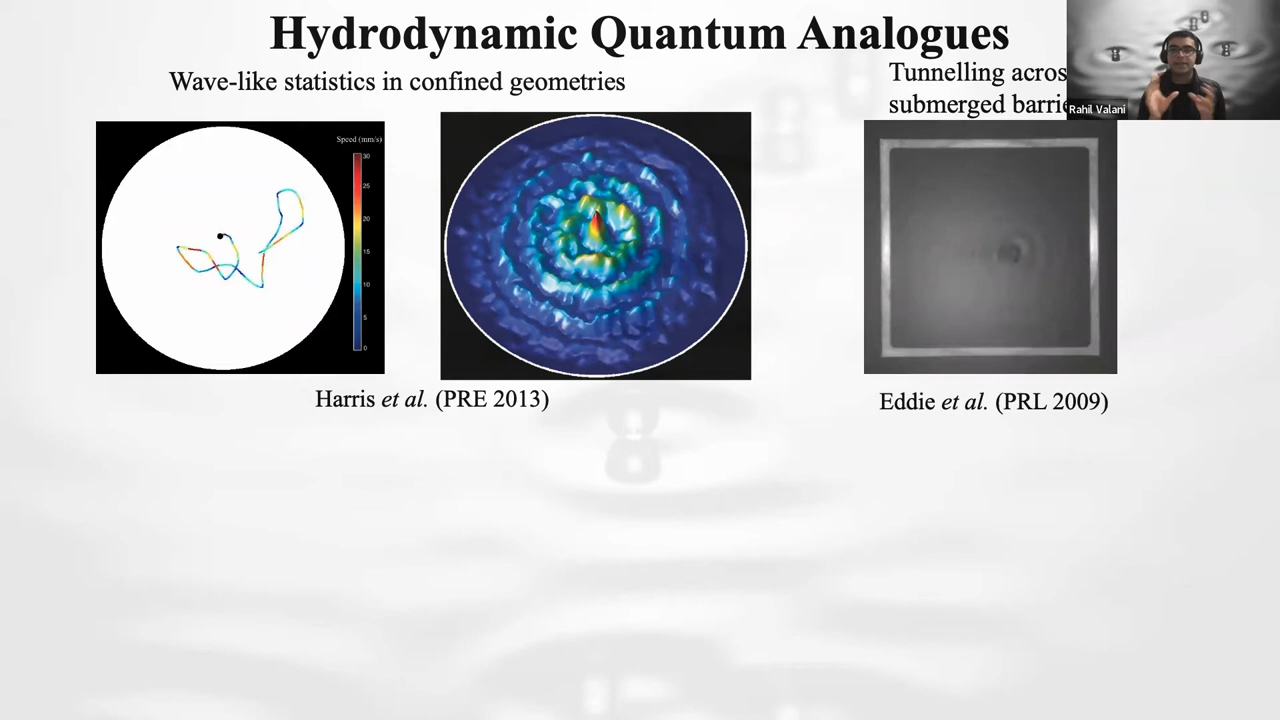 Hydrodynamic Quantum Analogues
Wave-like statistics in confined geometries
Tunnelling acros
submerged barrie
Rahil Valani
Speed (mm/s)
30
25
20
15
10
5
0
Harris et al. (PRE 2013)
Eddie et al. (PRL 2009)